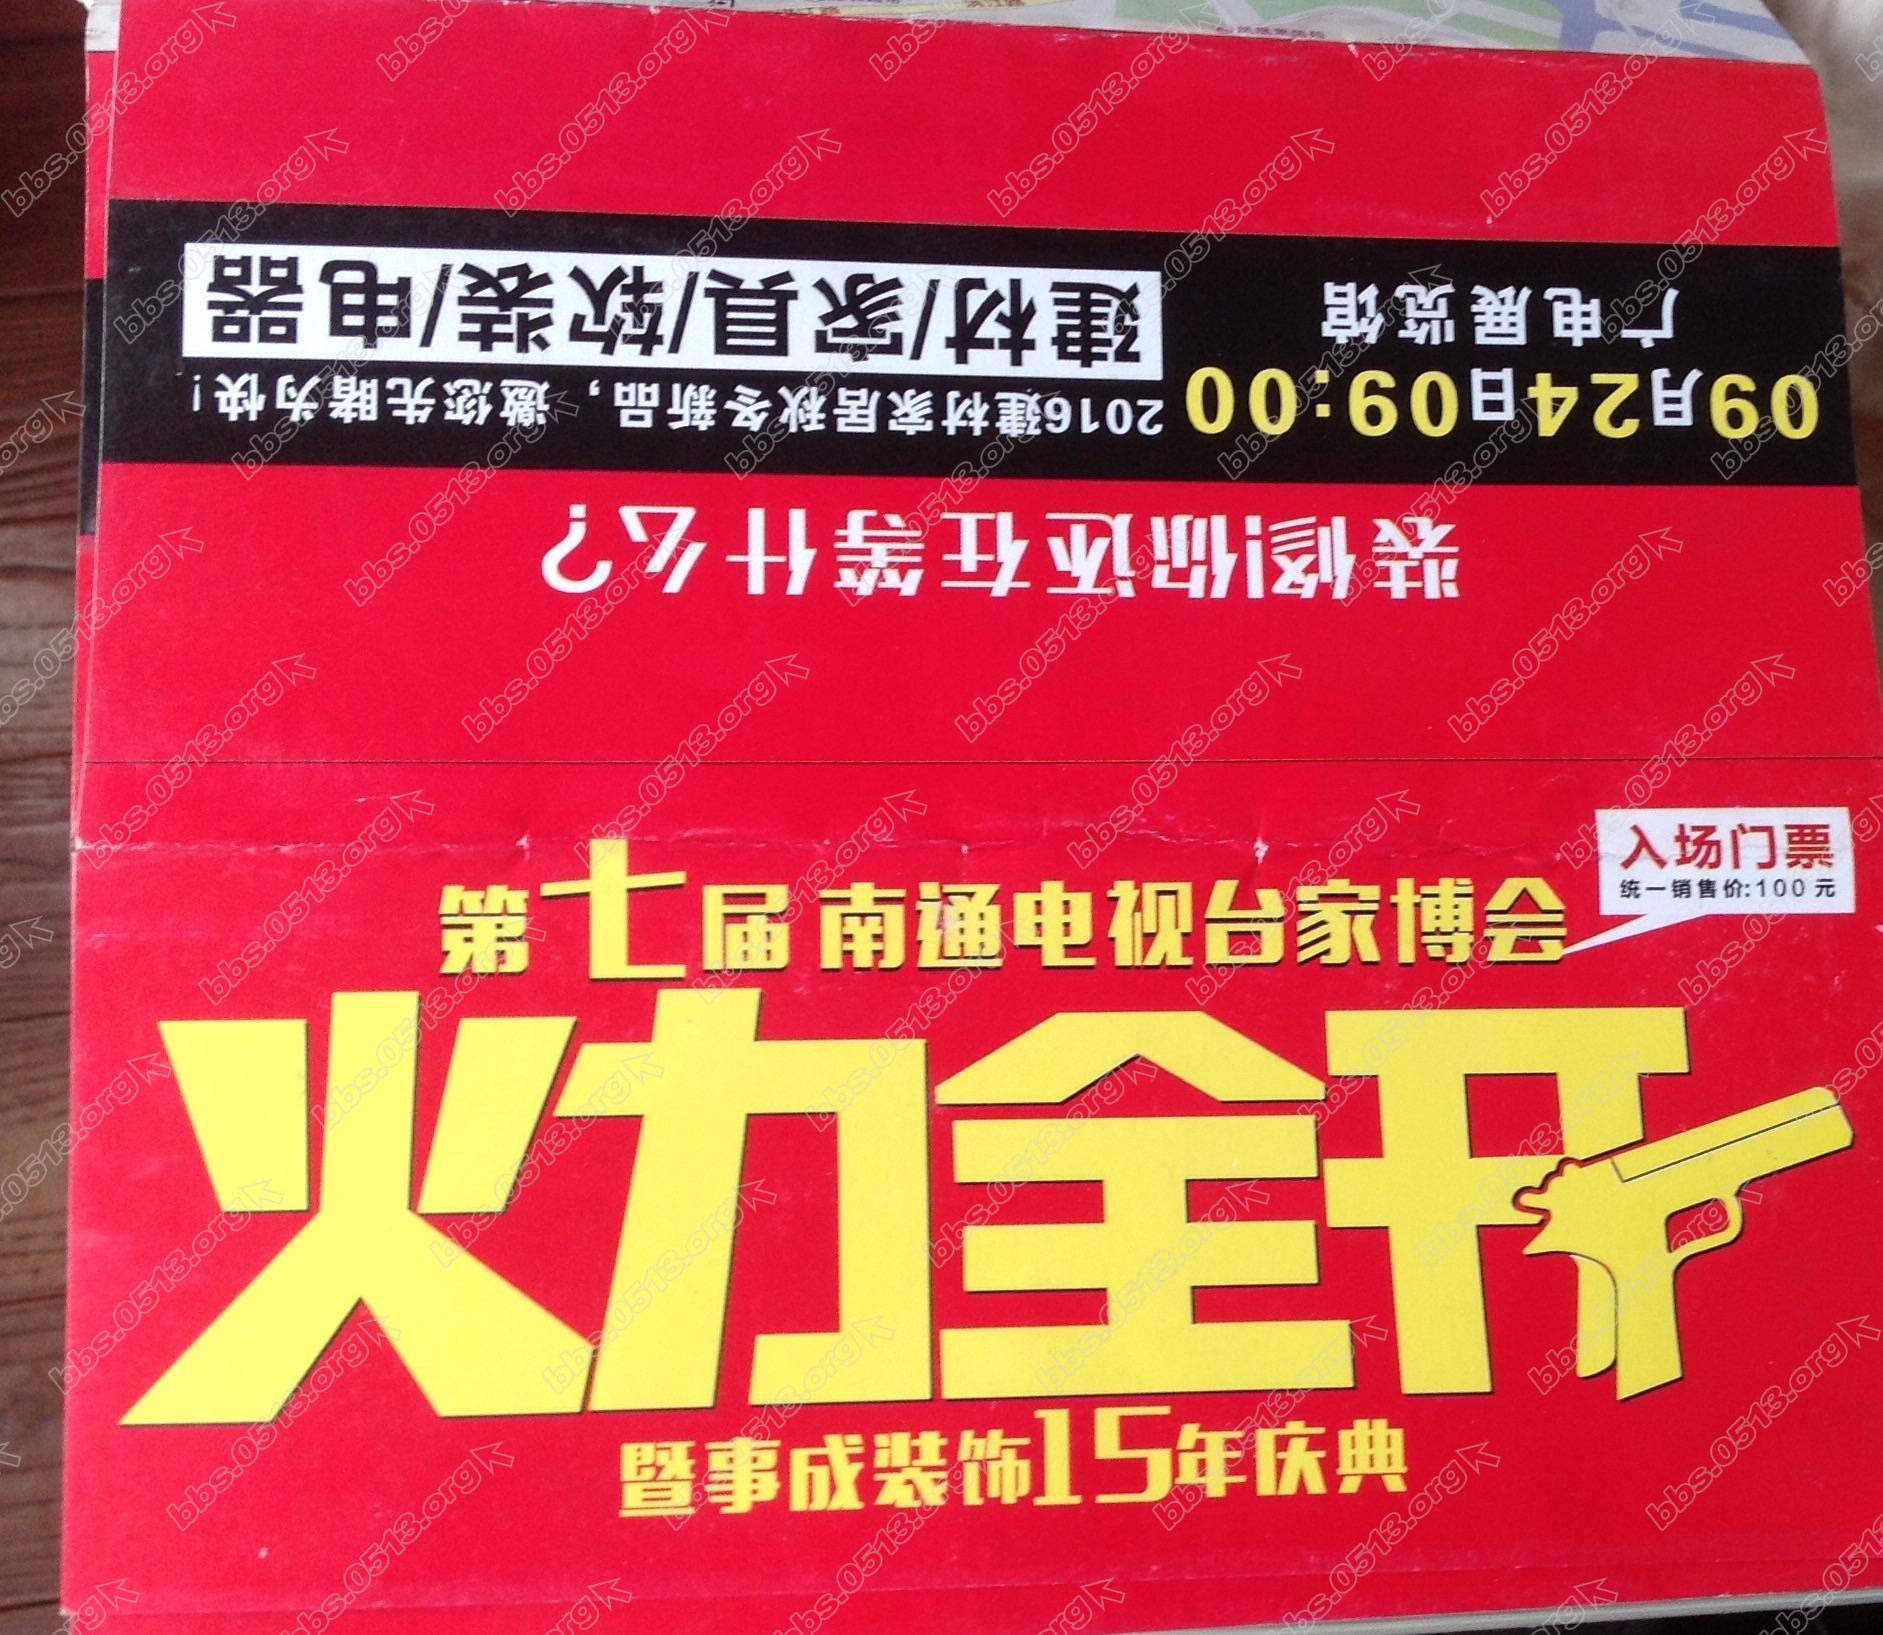 装修!你还在等什么?
09月24日09:00
广电展览馆
2016建材家居秋冬新品，邀您先睹为快!
建材/家具/软装/电器
入场门票
统一销售价:100元
第七届南通电视台家博会
火力全开
暨事成装饰15年庆典
bbs.0513.org